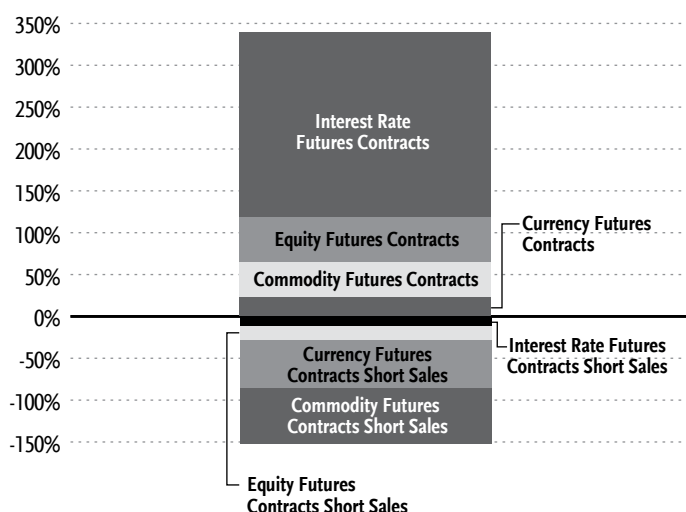 350%
300%
250%
200%
150%
100%
50%
0%
-50%
-100%
-150%
Interest Rate
Futures Contracts
Equity Futures Contracts
Commodity Futures Contracts
Currency Futures
Contracts
Interest Rate Futures
Contracts Short Sales
Currency Futures
Contracts Short Sales
Commodity Futures
Contracts Short Sales
Equity Futures
Contracts Short Sales